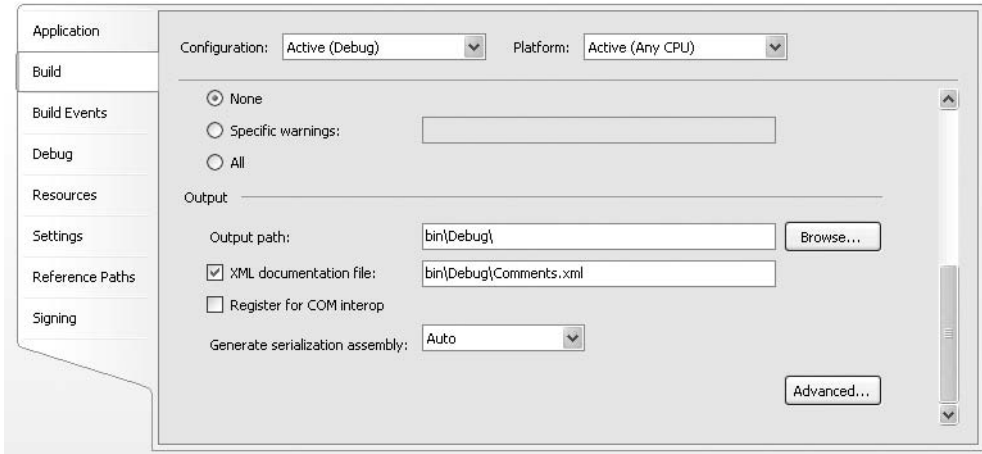 Application
Build
Build Events
Debug
Resources
Settings
Reference Paths
Signing
Configuration: Active (Debug) Platform: Active (Any CPU)
None
Specific warnings:
All
Output
Output path: bin\Debug\ Browse...
XML documentation file: bin\Debug\Comments.xml
Register for COM interop
Generate serialization assembly: Auto
Advanced...